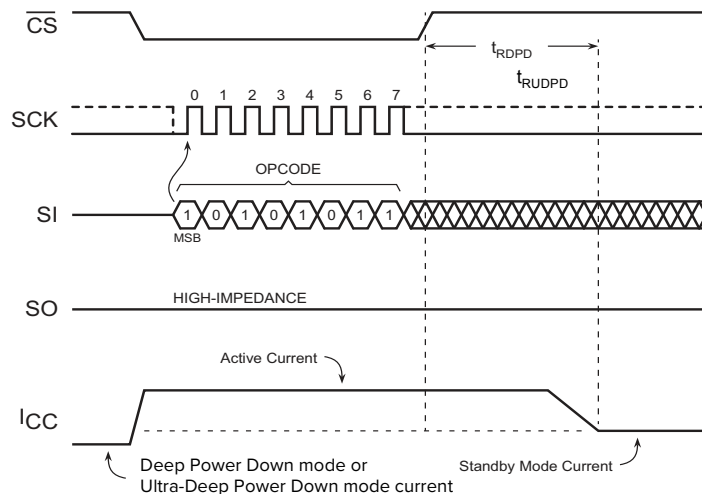 CS
tRDPD
tRUDPD
0 1 2 3 4 5 6 7
SCK
OPCODE
SI
1 0 1 0 1 0 1 1
MSB
SO
HIGH-IMPEDANCE
Active Current
ICC
Deep Power Down mode or
Ultra-Deep Power Down mode current
Standby Mode Current